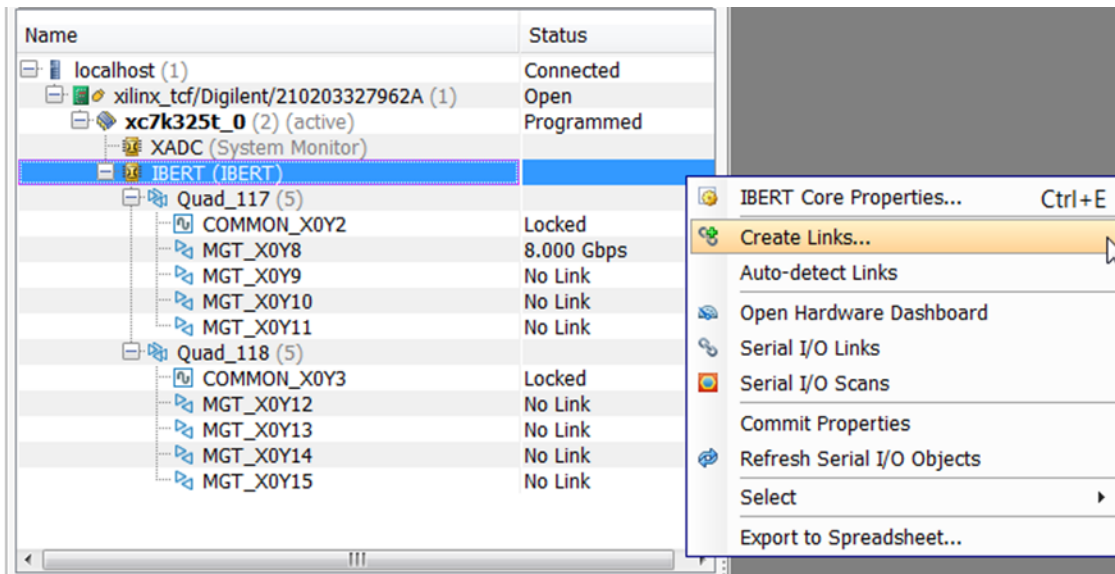 Name Status
localhost (1) Connected
xilinx_tcf/Digilent/210203327962A (1) Open
xc7k325t_0 (2) (active) Programmed
XADC (System Monitor)
IBERT (IBERT)
Quad_117 (5)
COMMON_X0Y2 Locked
MGT_X0Y8 8.000 Gbps
MGT_X0Y9 No Link
MGT_X0Y10 No Link
MGT_X0Y11 No Link
Quad_118 (5)
COMMON_X0Y3 Locked
MGT_X0Y12 No Link
MGT_X0Y13 No Link
MGT_X0Y14 No Link
MGT_X0Y15 No Link
IBERT Core Properties... Ctrl+E
Create Links...
Auto-detect Links
Open Hardware Dashboard
Serial I/O Links
Serial I/O Scans
Commit Properties
Refresh Serial I/O Objects
Select
Export to Spreadsheet...